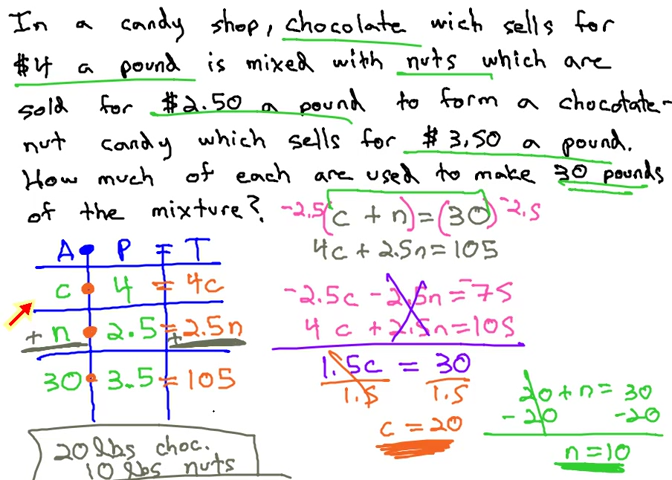 In a candy shop, chocolate wich sells for
$4 a pound is mixed with nuts which are
sold for $2.50 a pound to form a chocolate-
nut candy which sells for $3.50 a pound.
How much of each are used to make 30 pounds
of the mixture?
-2.5(c + n) = (30)-2.5
4c + 2.5n = 105
A • P = T
c • 4 = 4c
+ n • 2.5 = + 2.5n
30 • 3.5 = 105
-2.5c - 2.5n = -75
4c + 2.5n = 105
1.5c = 30
1.5 1.5
c = 20
20 + n = 30
-20 -20
n = 10
20 lbs choc.
10 lbs nuts